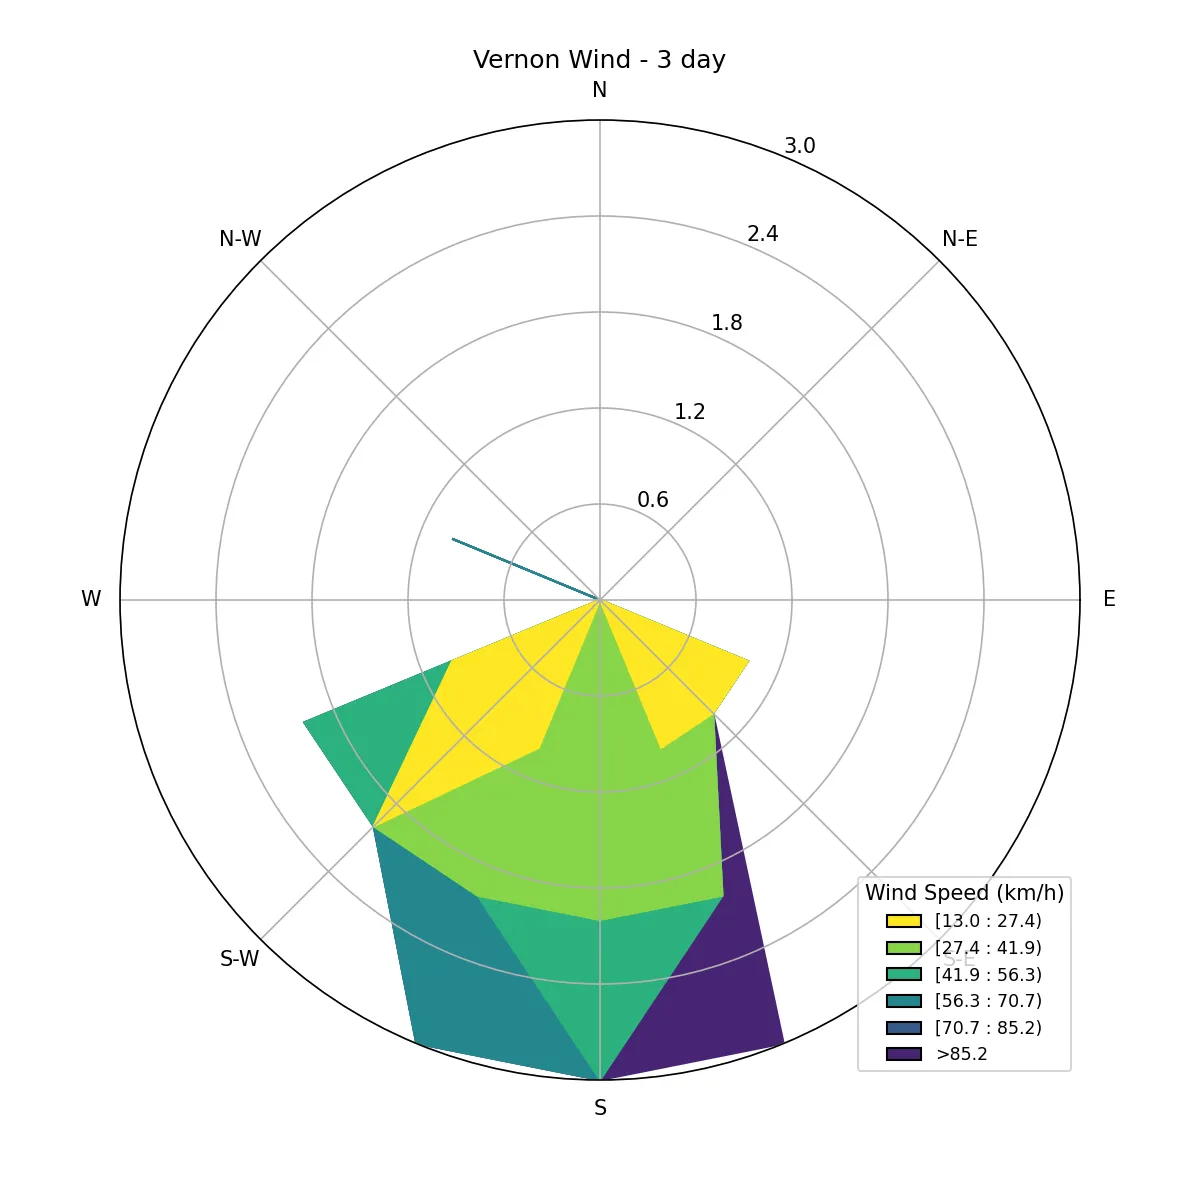 Vernon Wind - 3 day
N
3.0
N-W
2.4
N-E
1.8
1.2
0.6
W
E
Wind Speed (km/h)
[13.0 : 27.4)
[27.4 : 41.9)
S-W
S-E
[41.9 : 56.3)
[56.3 : 70.7)
[70.7 : 85.2)
>85.2
S